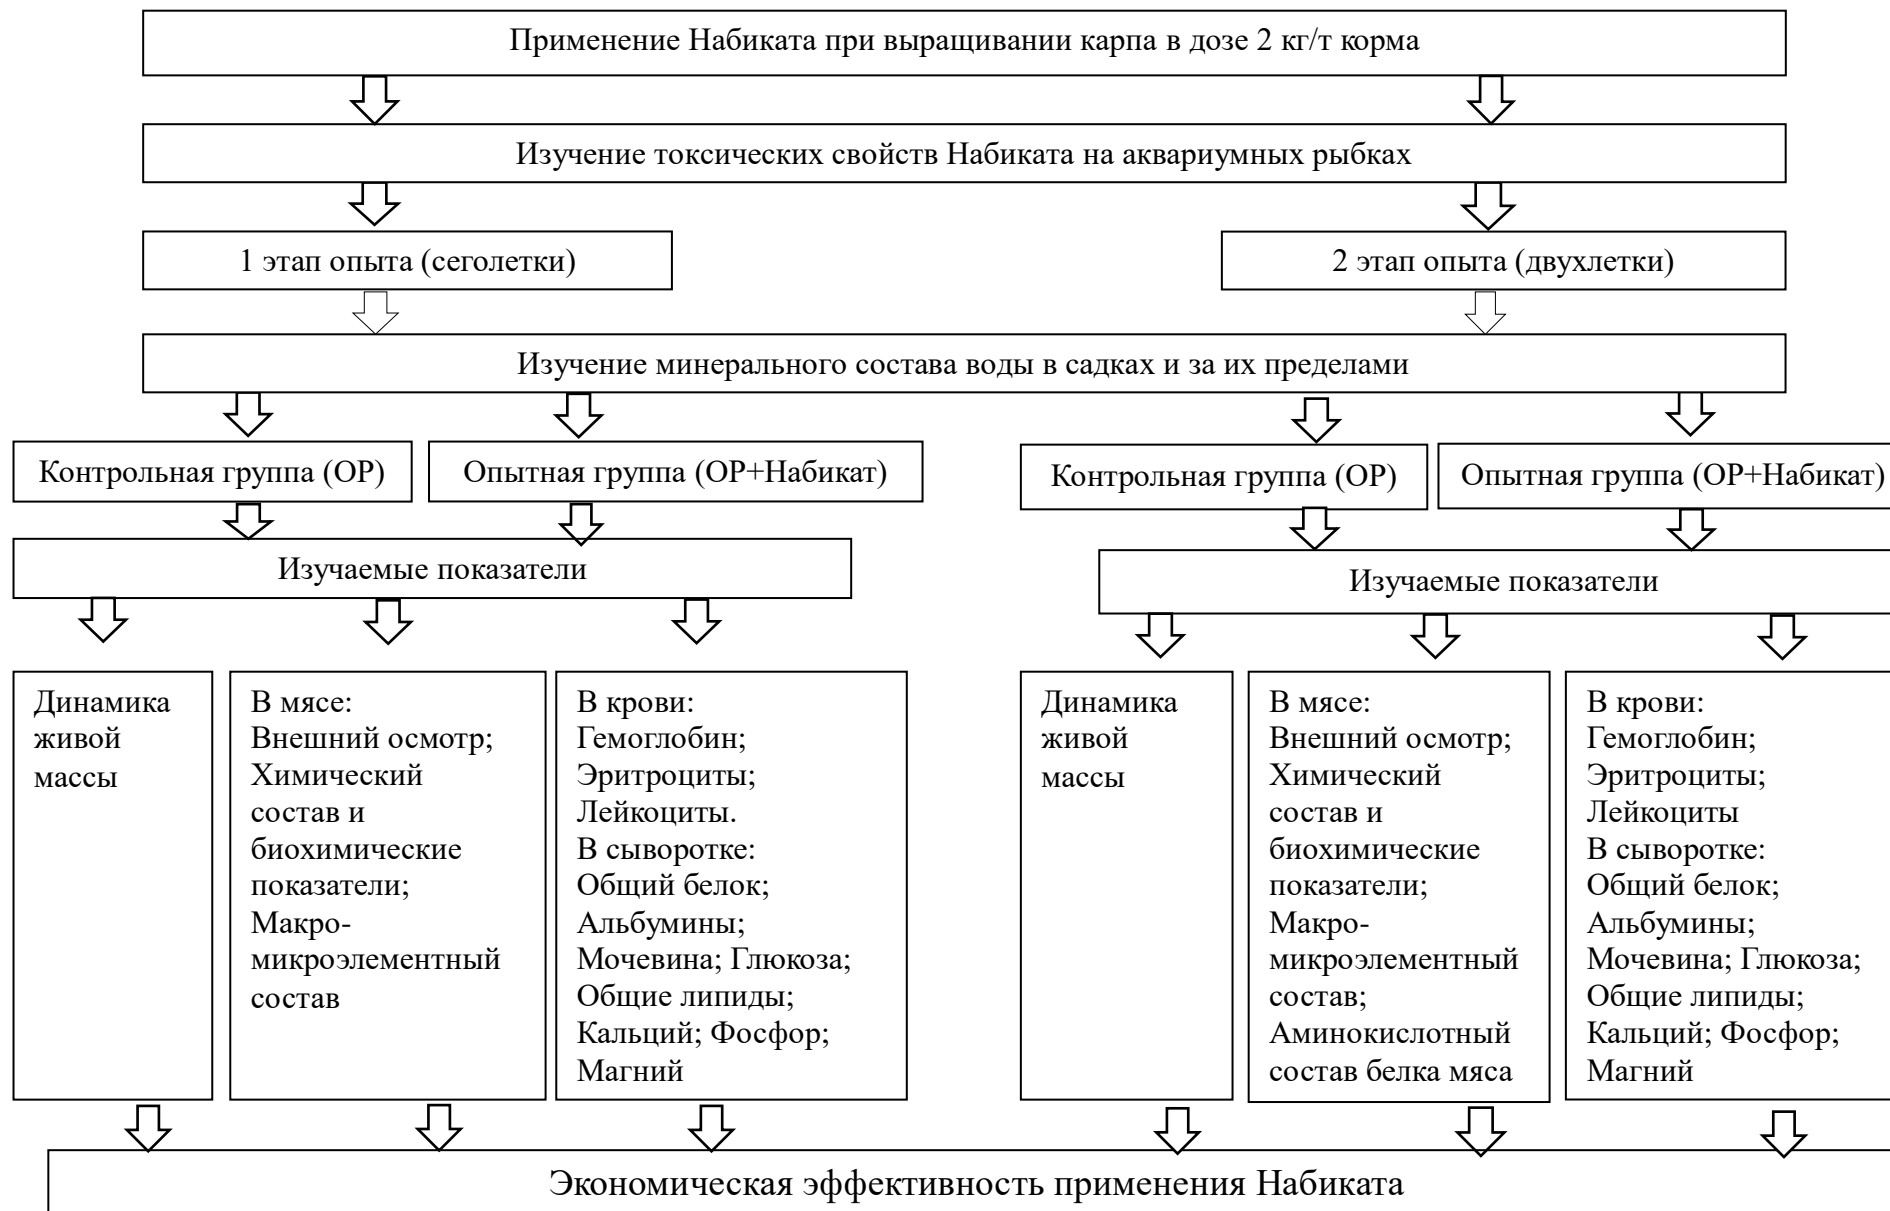 Применение Набиката при выращивании карпа в дозе 2 кг/т корма
Изучение токсических свойств Набиката на аквариумных рыбках
1 этап опыта (сеголетки)
2 этап опыта (двухлетки)
Изучение минерального состава воды в садках и за их пределами
Контрольная группа (ОР)
Опытная группа (ОР+Набикат)
Контрольная группа (ОР)
Опытная группа (ОР+Набикат)
Изучаемые показатели
Изучаемые показатели
Динамика
живой
массы
В мясе:
Внешний осмотр;
Химический
состав и
биохимические
показатели;
Макро-
микроэлементный
состав
В крови:
Гемоглобин;
Эритроциты;
Лейкоциты.
В сыворотке:
Общий белок;
Альбумины;
Мочевина; Глюкоза;
Общие липиды;
Кальций; Фосфор;
Магний
Динамика
живой
массы
В мясе:
Внешний осмотр;
Химический
состав и
биохимические
показатели;
Макро-
микроэлементный
состав;
Аминокислотный
состав белка мяса
В крови:
Гемоглобин;
Эритроциты;
Лейкоциты
В сыворотке:
Общий белок;
Альбумины;
Мочевина; Глюкоза;
Общие липиды;
Кальций; Фосфор;
Магний
Экономическая эффективность применения Набиката